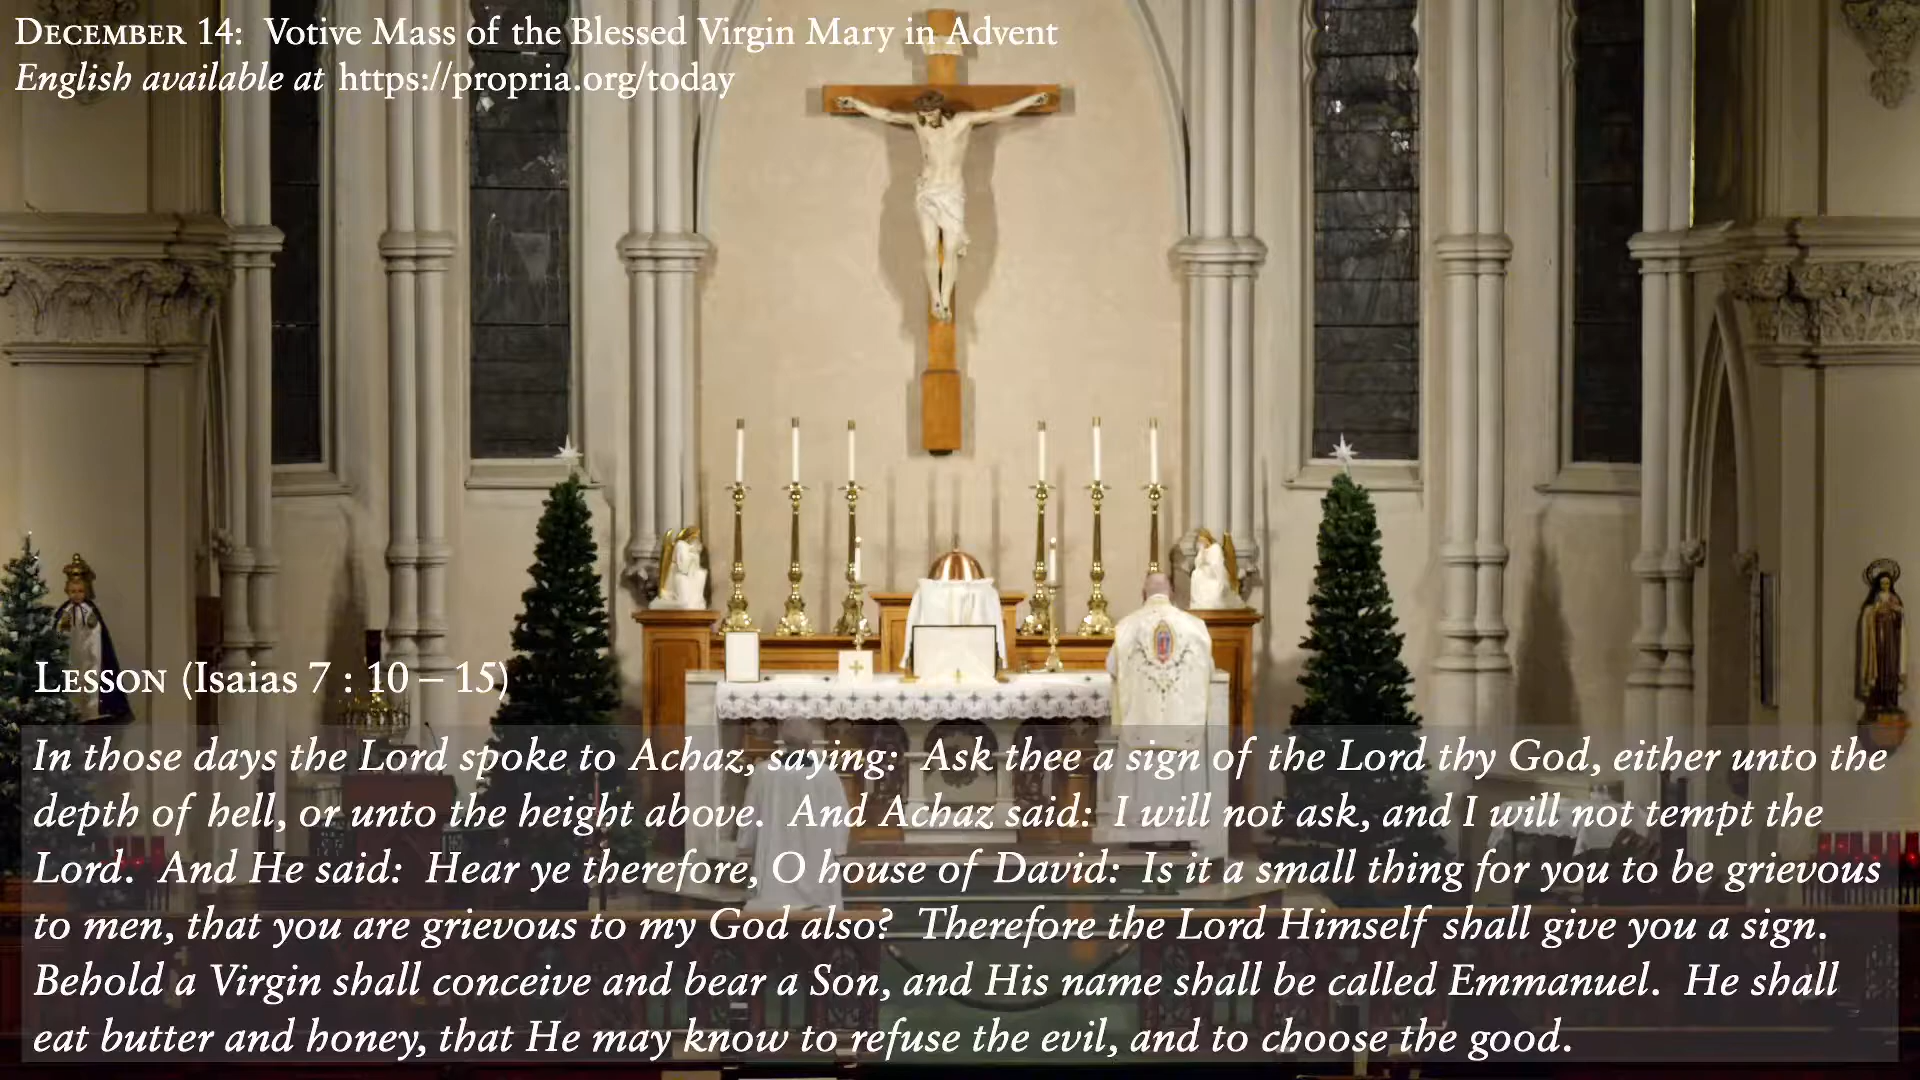 DECEMBER 14: Votive Mass of the Blessed Virgin Mary in Advent
English available at https://propria.org/today
LESSON (Isaias 7 : 10 – 15)
In those days the Lord spoke to Achaz, saying: Ask thee a sign of the Lord thy God, either unto the
depth of hell, or unto the height above. And Achaz said: I will not ask, and I will not tempt the
Lord. And He said: Hear ye therefore, O house of David: Is it a small thing for you to be grievous
to men, that you are grievous to my God also? Therefore the Lord Himself shall give you a sign.
Behold a Virgin shall conceive and bear a Son, and His name shall be called Emmanuel. He shall
eat butter and honey, that He may know to refuse the evil, and to choose the good.